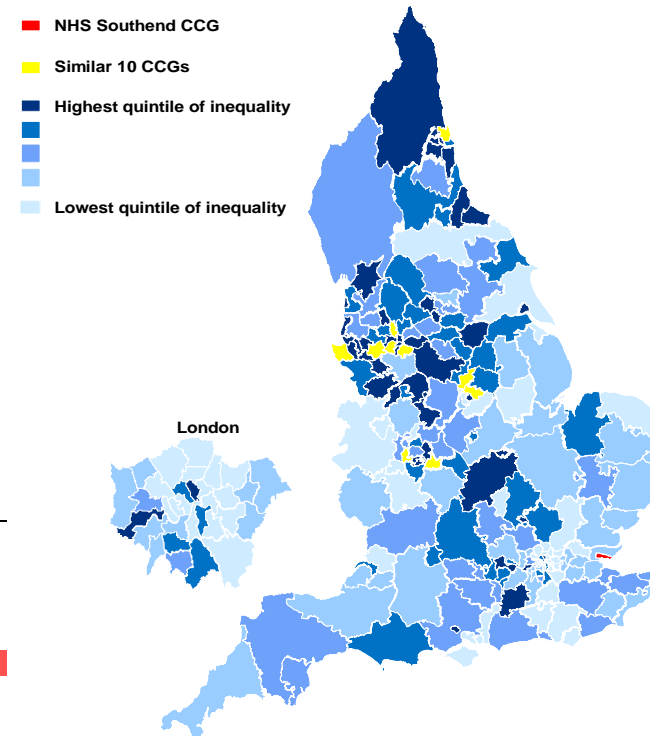 NHS Southend CCG
Similar 10 CCGs
Highest quintile of inequality
Lowest quintile of inequality
London